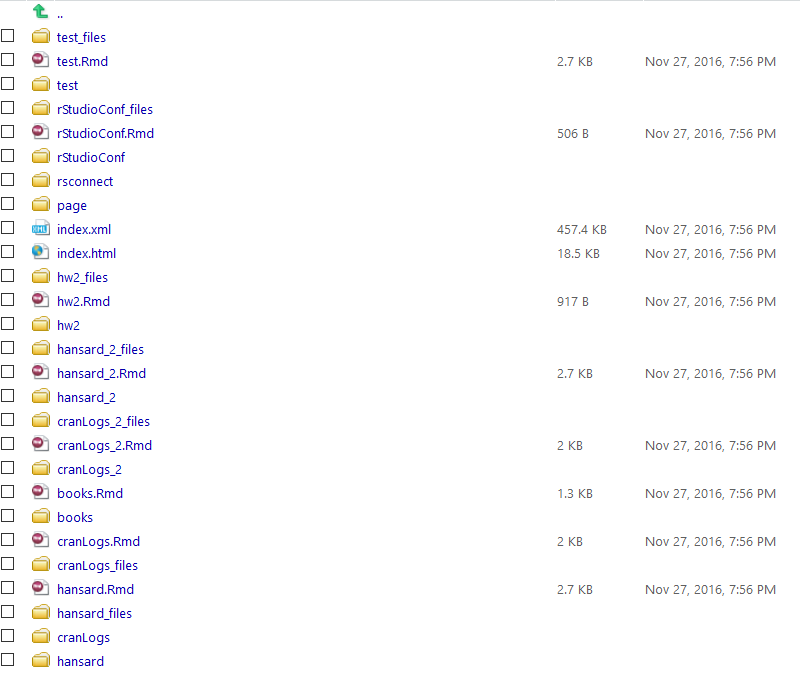 ..
test_files
test.Rmd 2.7 KB Nov 27, 2016, 7:56 PM
test
rStudioConf_files
rStudioConf.Rmd 506 B Nov 27, 2016, 7:56 PM
rStudioConf
rsconnect
page
index.xml 457.4 KB Nov 27, 2016, 7:56 PM
index.html 18.5 KB Nov 27, 2016, 7:56 PM
hw2_files
hw2.Rmd 917 B Nov 27, 2016, 7:56 PM
hw2
hansard_2_files
hansard_2.Rmd 2.7 KB Nov 27, 2016, 7:56 PM
hansard_2
cranLogs_2_files
cranLogs_2.Rmd 2 KB Nov 27, 2016, 7:56 PM
cranLogs_2
books.Rmd 1.3 KB Nov 27, 2016, 7:56 PM
books
cranLogs.Rmd 2 KB Nov 27, 2016, 7:56 PM
cranLogs_files
hansard.Rmd 2.7 KB Nov 27, 2016, 7:56 PM
hansard_files
cranLogs
hansard